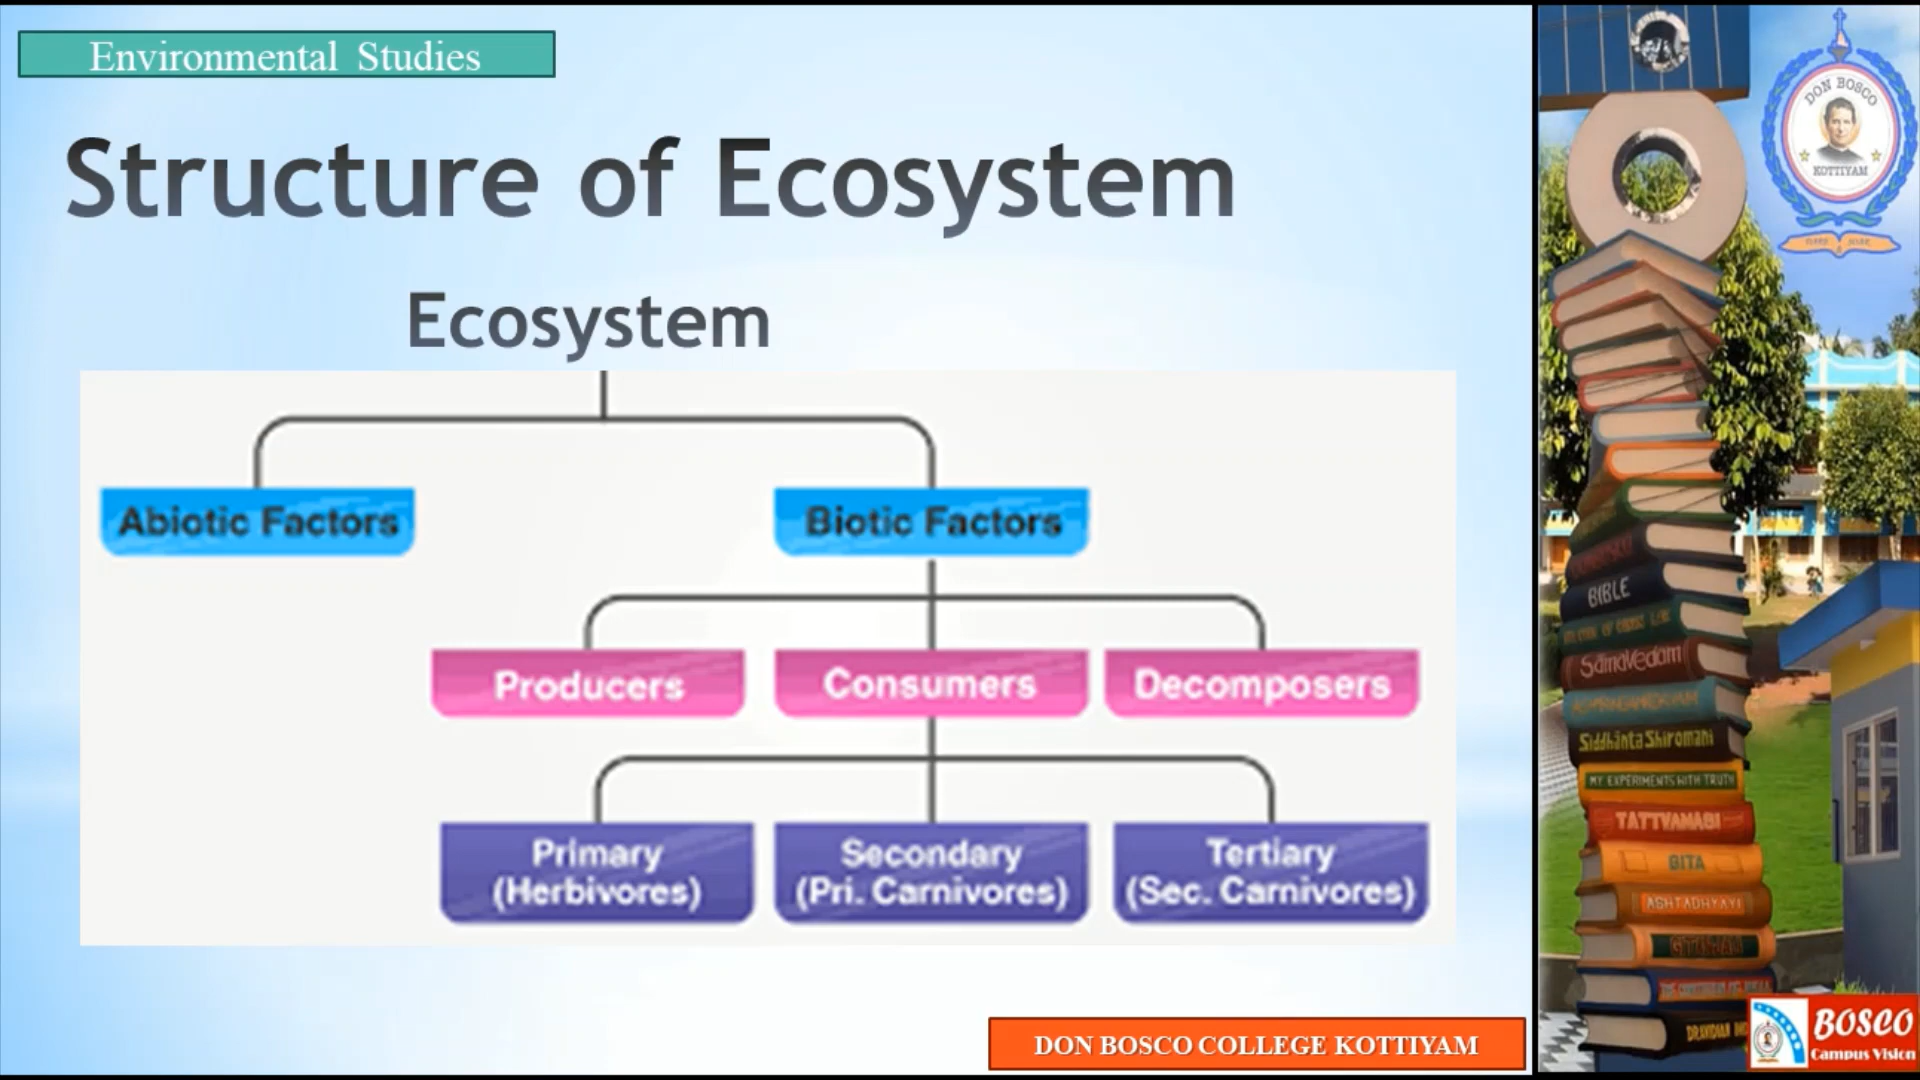 Environmental Studies
Structure of Ecosystem
Ecosystem
Abiotic Factors
Biotic Factors
Producers
Consumers
Decomposers
Primary
(Herbivores)
Secondary
(Pri. Carnivores)
Tertiary
(Sec. Carnivores)
DON BOSCO COLLEGE KOTTIYAM
DON BOSCO
KOTTIYAM
BIBLE
SamaVedam
Siddhanta Shiromani
MY EXPERIMENTS WITH TRUTH
GITA
ASHTADHYAYI
BOSCO
Campus Vision